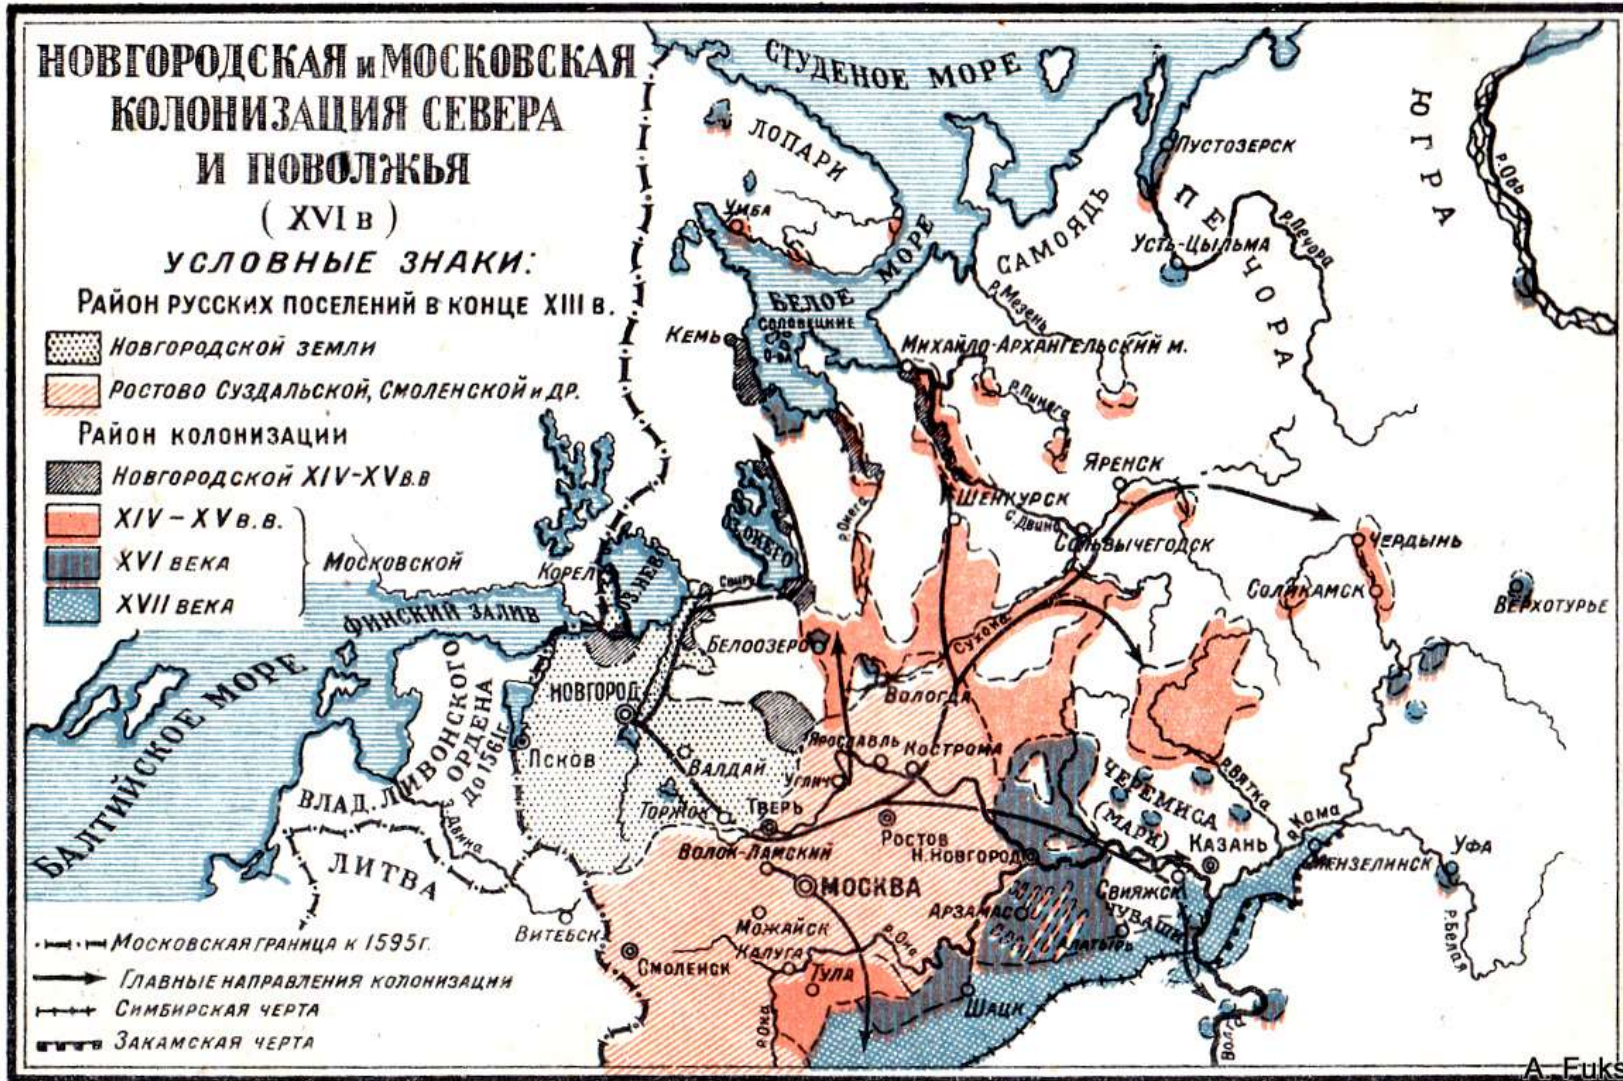 НОВГОРОДСКАЯ и МОСКОВСКАЯ
КОЛОНИЗАЦИЯ СЕВЕРА
И ПОВОЛЖЬЯ
(XVI в)
УСЛОВНЫЕ ЗНАКИ:
РАЙОН РУССКИХ ПОСЕЛЕНИЙ В КОНЦЕ XIII В.
НОВГОРОДСКОЙ ЗЕМЛИ
РОСТОВО СУЗДАЛЬСКОЙ, СМОЛЕНСКОЙ и ДР.
РАЙОН КОЛОНИЗАЦИИ
НОВГОРОДСКОЙ XIV-XV В.В
XIV-XV В.В.
XVI ВЕКА
XVII ВЕКА
МОСКОВСКОЙ
СТУДЕНОЕ МОРЕ
ЛОПАРИ
УМБА
БЕЛОЕ МОРЕ
СОЛОВЕЦКИЕ
О-ВА
КЕМЬ
САМОЯДЬ
ПУСТОЗЕРСК
ПЕЧОРА
УСТЬ-ЦЫЛЬМА
р.Печора
ЮГРА
р.Обь
р.Мезень
МИХАЙЛО-АРХАНГЕЛЬСКИЙ М.
р.Пинега
ЯРЕНСК
ШЕНКУРСК
С.Двина
СОЛЬВЫЧЕГОДСК
р.Онега
ЧЕРДЫНЬ
СОЛИКАМСК
ВЕРХОТУРЬЕ
ОЗ.ОНЕГО
Свирь
КОРЕЛА
ОЗ.НЕВО
ФИНСКИЙ ЗАЛИВ
БАЛТИЙСКОЕ МОРЕ
БЕЛООЗЕРО
Сухона
ВОЛОГДА
НОВГОРОД
ПСКОВ
ВАЛДАЙ
ТОРЖОК
ТВЕРЬ
УГЛИЧ
ЯРОСЛАВЛЬ
КОСТРОМА
РОСТОВ
Н.НОВГОРОД
ВЛАД. ЛИВОНСКОГО
ОРДЕНА
ДО 1561г.
З.Двина
ЛИТВА
ВИТЕБСК
ВОЛОК-ЛАМСКИЙ
МОСКВА
МОЖАЙСК
КАЛУГА
СМОЛЕНСК
ТУЛА
р.Ока
р.Ока
ШАЦК
АРЗАМАС
АЛАТЫРЬ
ЧУВАШИ
СВИЯЖСК
КАЗАНЬ
ЧЕРЕМИСА
(МАРИ)
р.Вятка
р.Кама
МЕНЗЕЛИНСК
УФА
р.Белая
Волга
МОСКОВСКАЯ ГРАНИЦА К 1595г.
ГЛАВНЫЕ НАПРАВЛЕНИЯ КОЛОНИЗАЦИИ
СИМБИРСКАЯ ЧЕРТА
ЗАКАМСКАЯ ЧЕРТА
A. Fuks